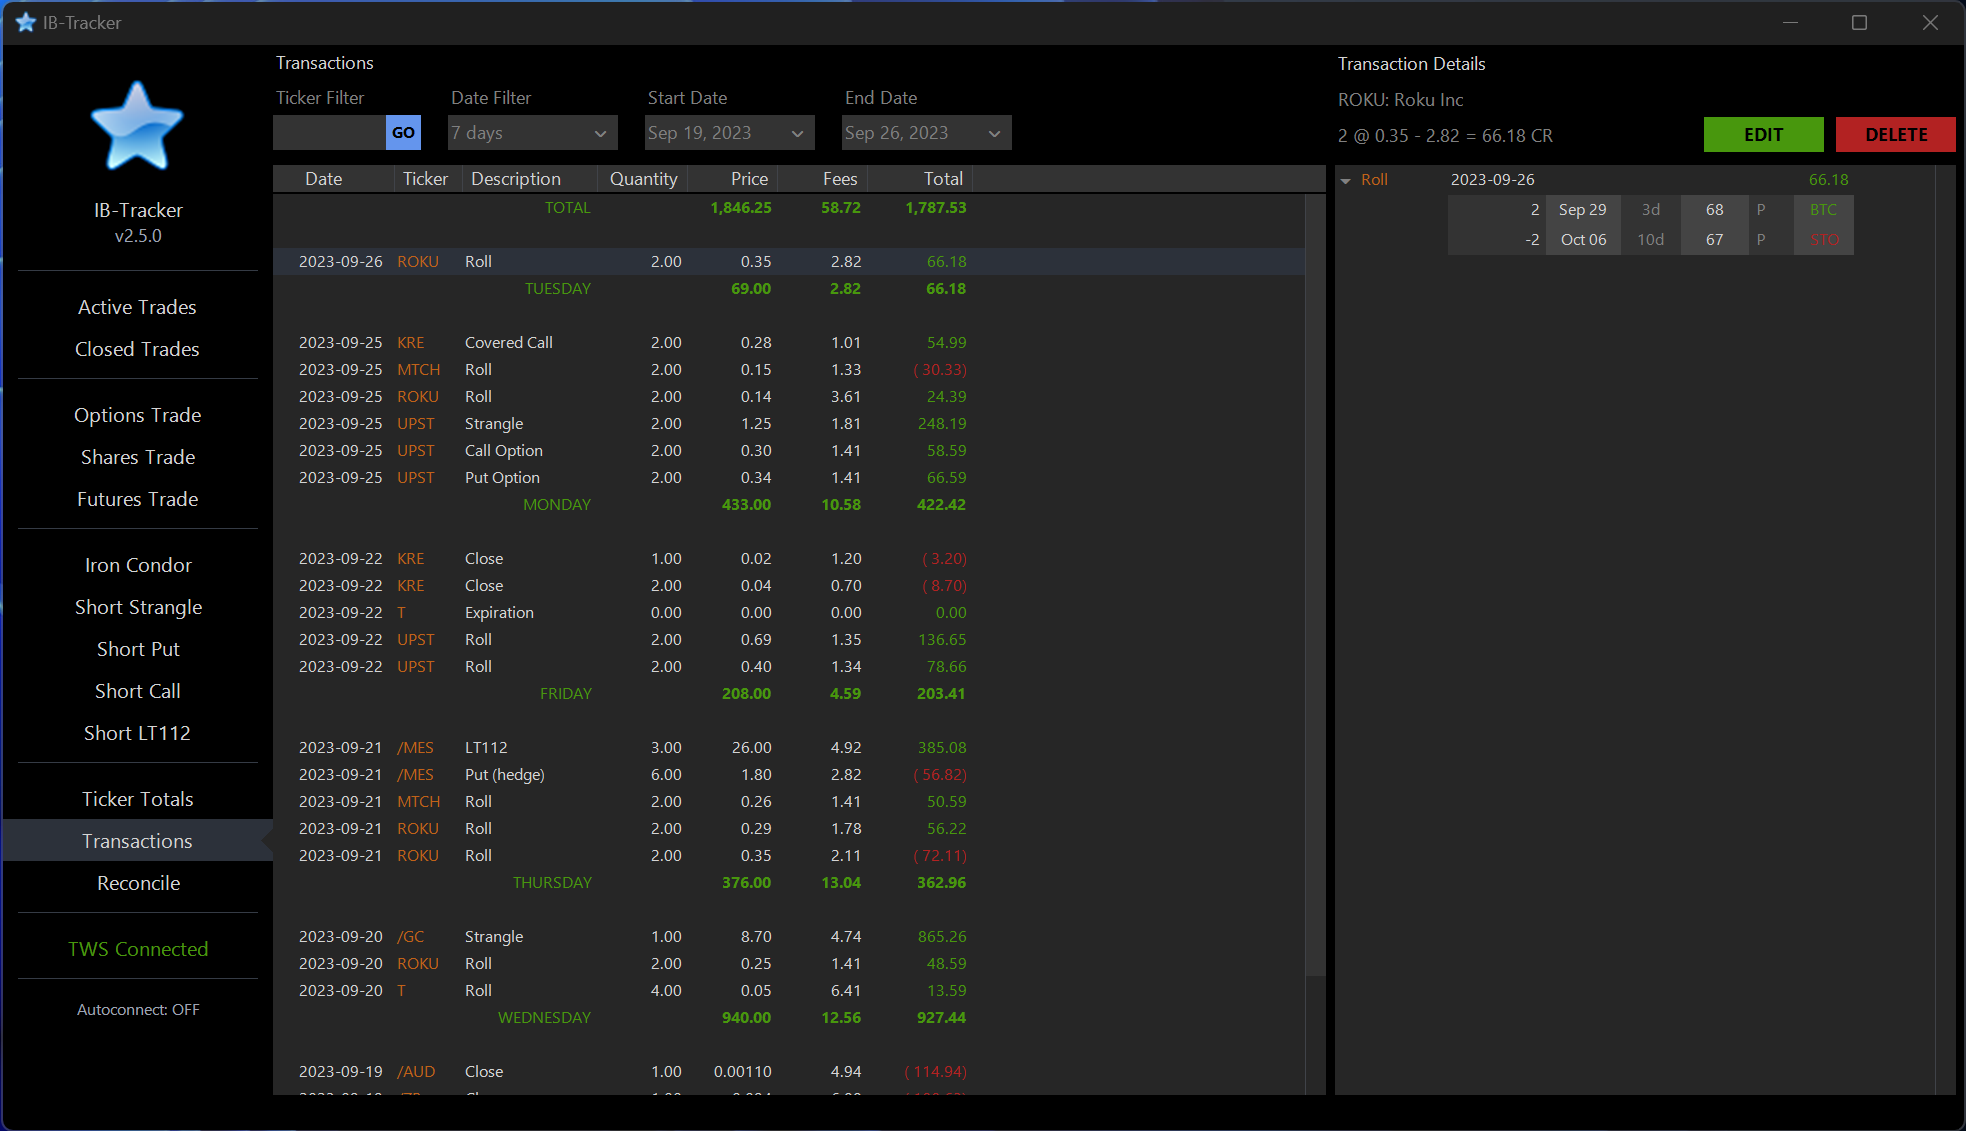 IB-Tracker
IB-Tracker
v2.5.0
Active Trades
Closed Trades
Options Trade
Shares Trade
Futures Trade
Iron Condor
Short Strangle
Short Put
Short Call
Short LT112
Ticker Totals
Transactions
Reconcile
TWS Connected
Autoconnect: OFF
Transactions
Ticker Filter Date Filter Start Date End Date
GO 7 days Sep 19, 2023 Sep 26, 2023
Date Ticker Description Quantity Price Fees Total
TOTAL 1,846.25 58.72 1,787.53
2023-09-26 ROKU Roll 2.00 0.35 2.82 66.18
TUESDAY 69.00 2.82 66.18
2023-09-25 KRE Covered Call 2.00 0.28 1.01 54.99
2023-09-25 MTCH Roll 2.00 0.15 1.33 ( 30.33)
2023-09-25 ROKU Roll 2.00 0.14 3.61 24.39
2023-09-25 UPST Strangle 2.00 1.25 1.81 248.19
2023-09-25 UPST Call Option 2.00 0.30 1.41 58.59
2023-09-25 UPST Put Option 2.00 0.34 1.41 66.59
MONDAY 433.00 10.58 422.42
2023-09-22 KRE Close 1.00 0.02 1.20 ( 3.20)
2023-09-22 KRE Close 2.00 0.04 0.70 ( 8.70)
2023-09-22 T Expiration 0.00 0.00 0.00 0.00
2023-09-22 UPST Roll 2.00 0.69 1.35 136.65
2023-09-22 UPST Roll 2.00 0.40 1.34 78.66
FRIDAY 208.00 4.59 203.41
2023-09-21 /MES LT112 3.00 26.00 4.92 385.08
2023-09-21 /MES Put (hedge) 6.00 1.80 2.82 ( 56.82)
2023-09-21 MTCH Roll 2.00 0.26 1.41 50.59
2023-09-21 ROKU Roll 2.00 0.29 1.78 56.22
2023-09-21 ROKU Roll 2.00 0.35 2.11 ( 72.11)
THURSDAY 376.00 13.04 362.96
2023-09-20 /GC Strangle 1.00 8.70 4.74 865.26
2023-09-20 ROKU Roll 2.00 0.25 1.41 48.59
2023-09-20 T Roll 4.00 0.05 6.41 13.59
WEDNESDAY 940.00 12.56 927.44
2023-09-19 /AUD Close 1.00 0.00110 4.94 ( 114.94)
Transaction Details
ROKU: Roku Inc
2 @ 0.35 - 2.82 = 66.18 CR
EDIT DELETE
Roll 2023-09-26 66.18
2 Sep 29 3d 68 P BTC
-2 Oct 06 10d 67 P STO